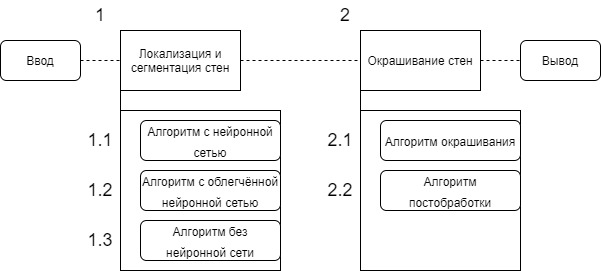 1
2
Ввод
Локализация и
сегментация стен
Окрашивание стен
Вывод
1.1
Алгоритм с нейронной
сетью
1.2
Алгоритм с облегчённой
нейронной сетью
1.3
Алгоритм без
нейронной сети
2.1
Алгоритм окрашивания
2.2
Алгоритм
постобработки